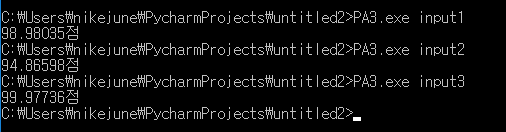 C:₩Users₩nikejune₩PycharmProjects₩untitled2>PA3.exe input1
98.98035점
C:₩Users₩nikejune₩PycharmProjects₩untitled2>PA3.exe input2
94.86598점
C:₩Users₩nikejune₩PycharmProjects₩untitled2>PA3.exe input3
99.97736점
C:₩Users₩nikejune₩PycharmProjects₩untitled2>